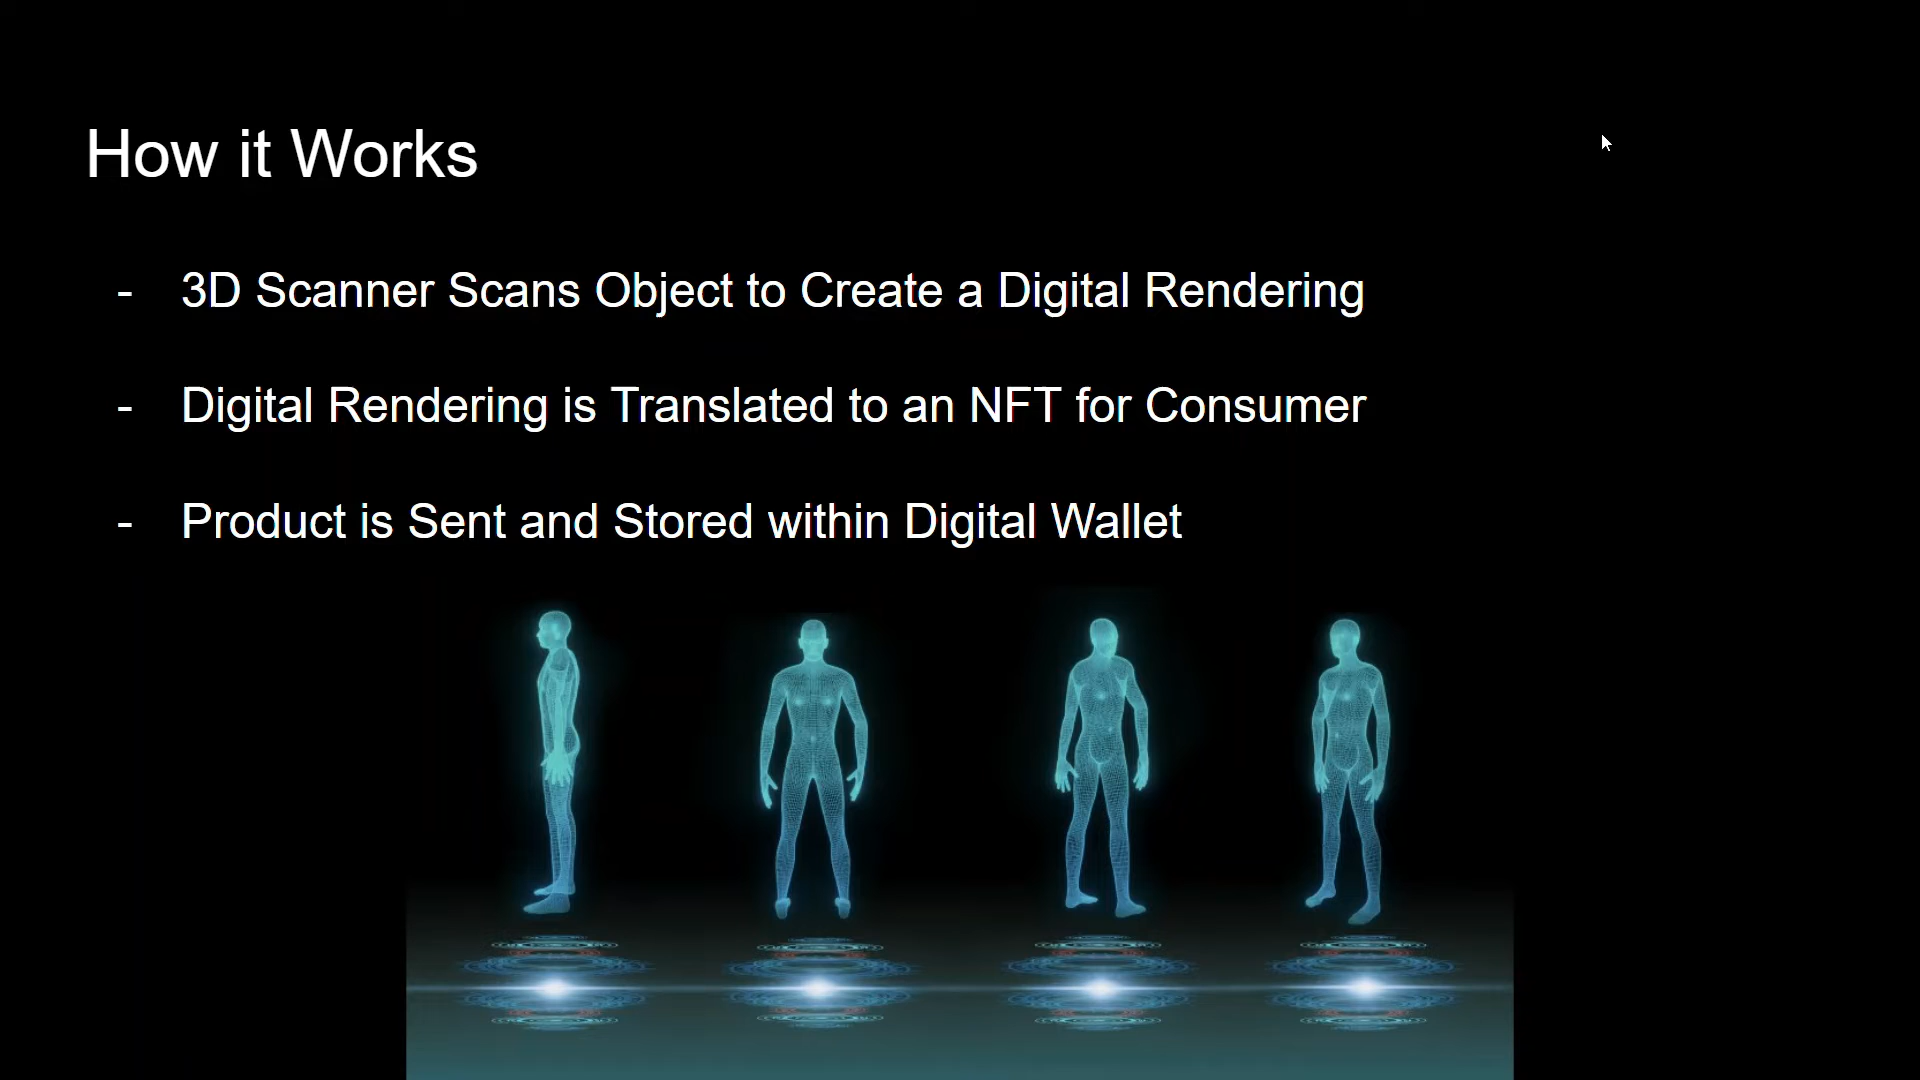 How it Works
- 3D Scanner Scans Object to Create a Digital Rendering
- Digital Rendering is Translated to an NFT for Consumer
- Product is Sent and Stored within Digital Wallet